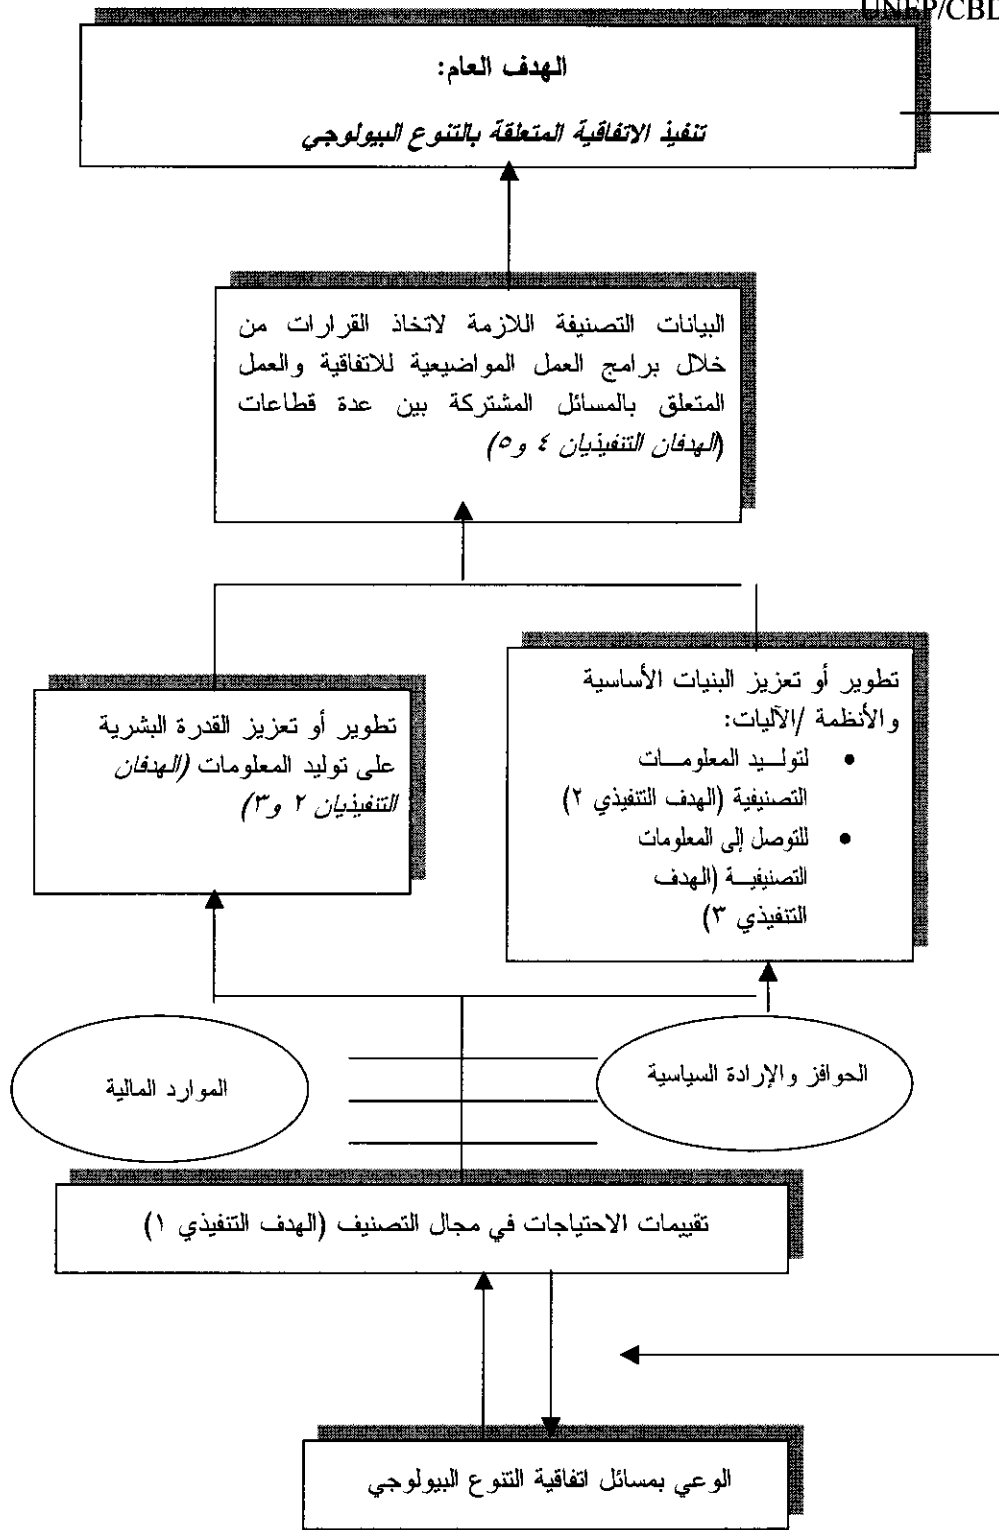 UNEP/CBD
الهدف العام:
تنفيذ الاتفاقية المتعلقة بالتنوع البيولوجي
البيانات التصنيفة اللازمة لاتخاذ القرارات من
خلال برامج العمل المواضيعية للاتفاقية والعمل
المتعلق بالمسائل المشتركة بين عدة قطاعات
(الهدفان التنفيذيان ٤ و٥)
تطوير أو تعزيز البنيات الأساسية
والأنظمة /الآليات:
• لتوليد المعلومات
التصنيفية (الهدف التنفيذي ٢)
• للتوصل إلى المعلومات
التصنيفية (الهدف
التنفيذي ٣)
تطوير أو تعزيز القدرة البشرية
على توليد المعلومات (الهدفان
التنفيذيان ٢ و٣)
الحوافز والإرادة السياسية
الموارد المالية
تقييمات الاحتياجات في مجال التصنيف (الهدف التنفيذي ١)
الوعي بمسائل اتفاقية التنوع البيولوجي